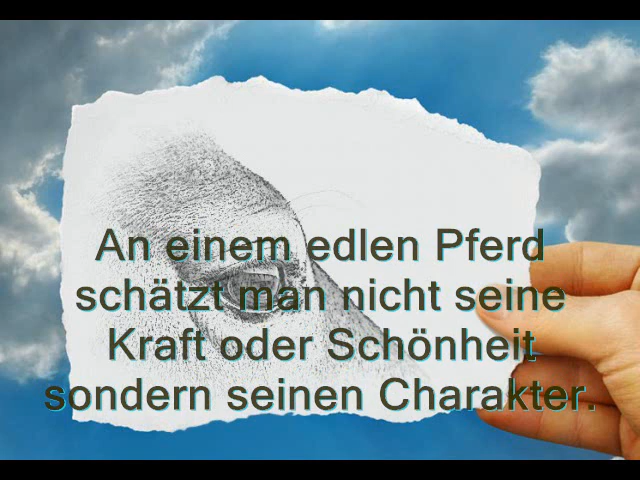 An einem edlen Pferd
schätzt man nicht seine
Kraft oder Schönheit
sondern seinen Charakter.